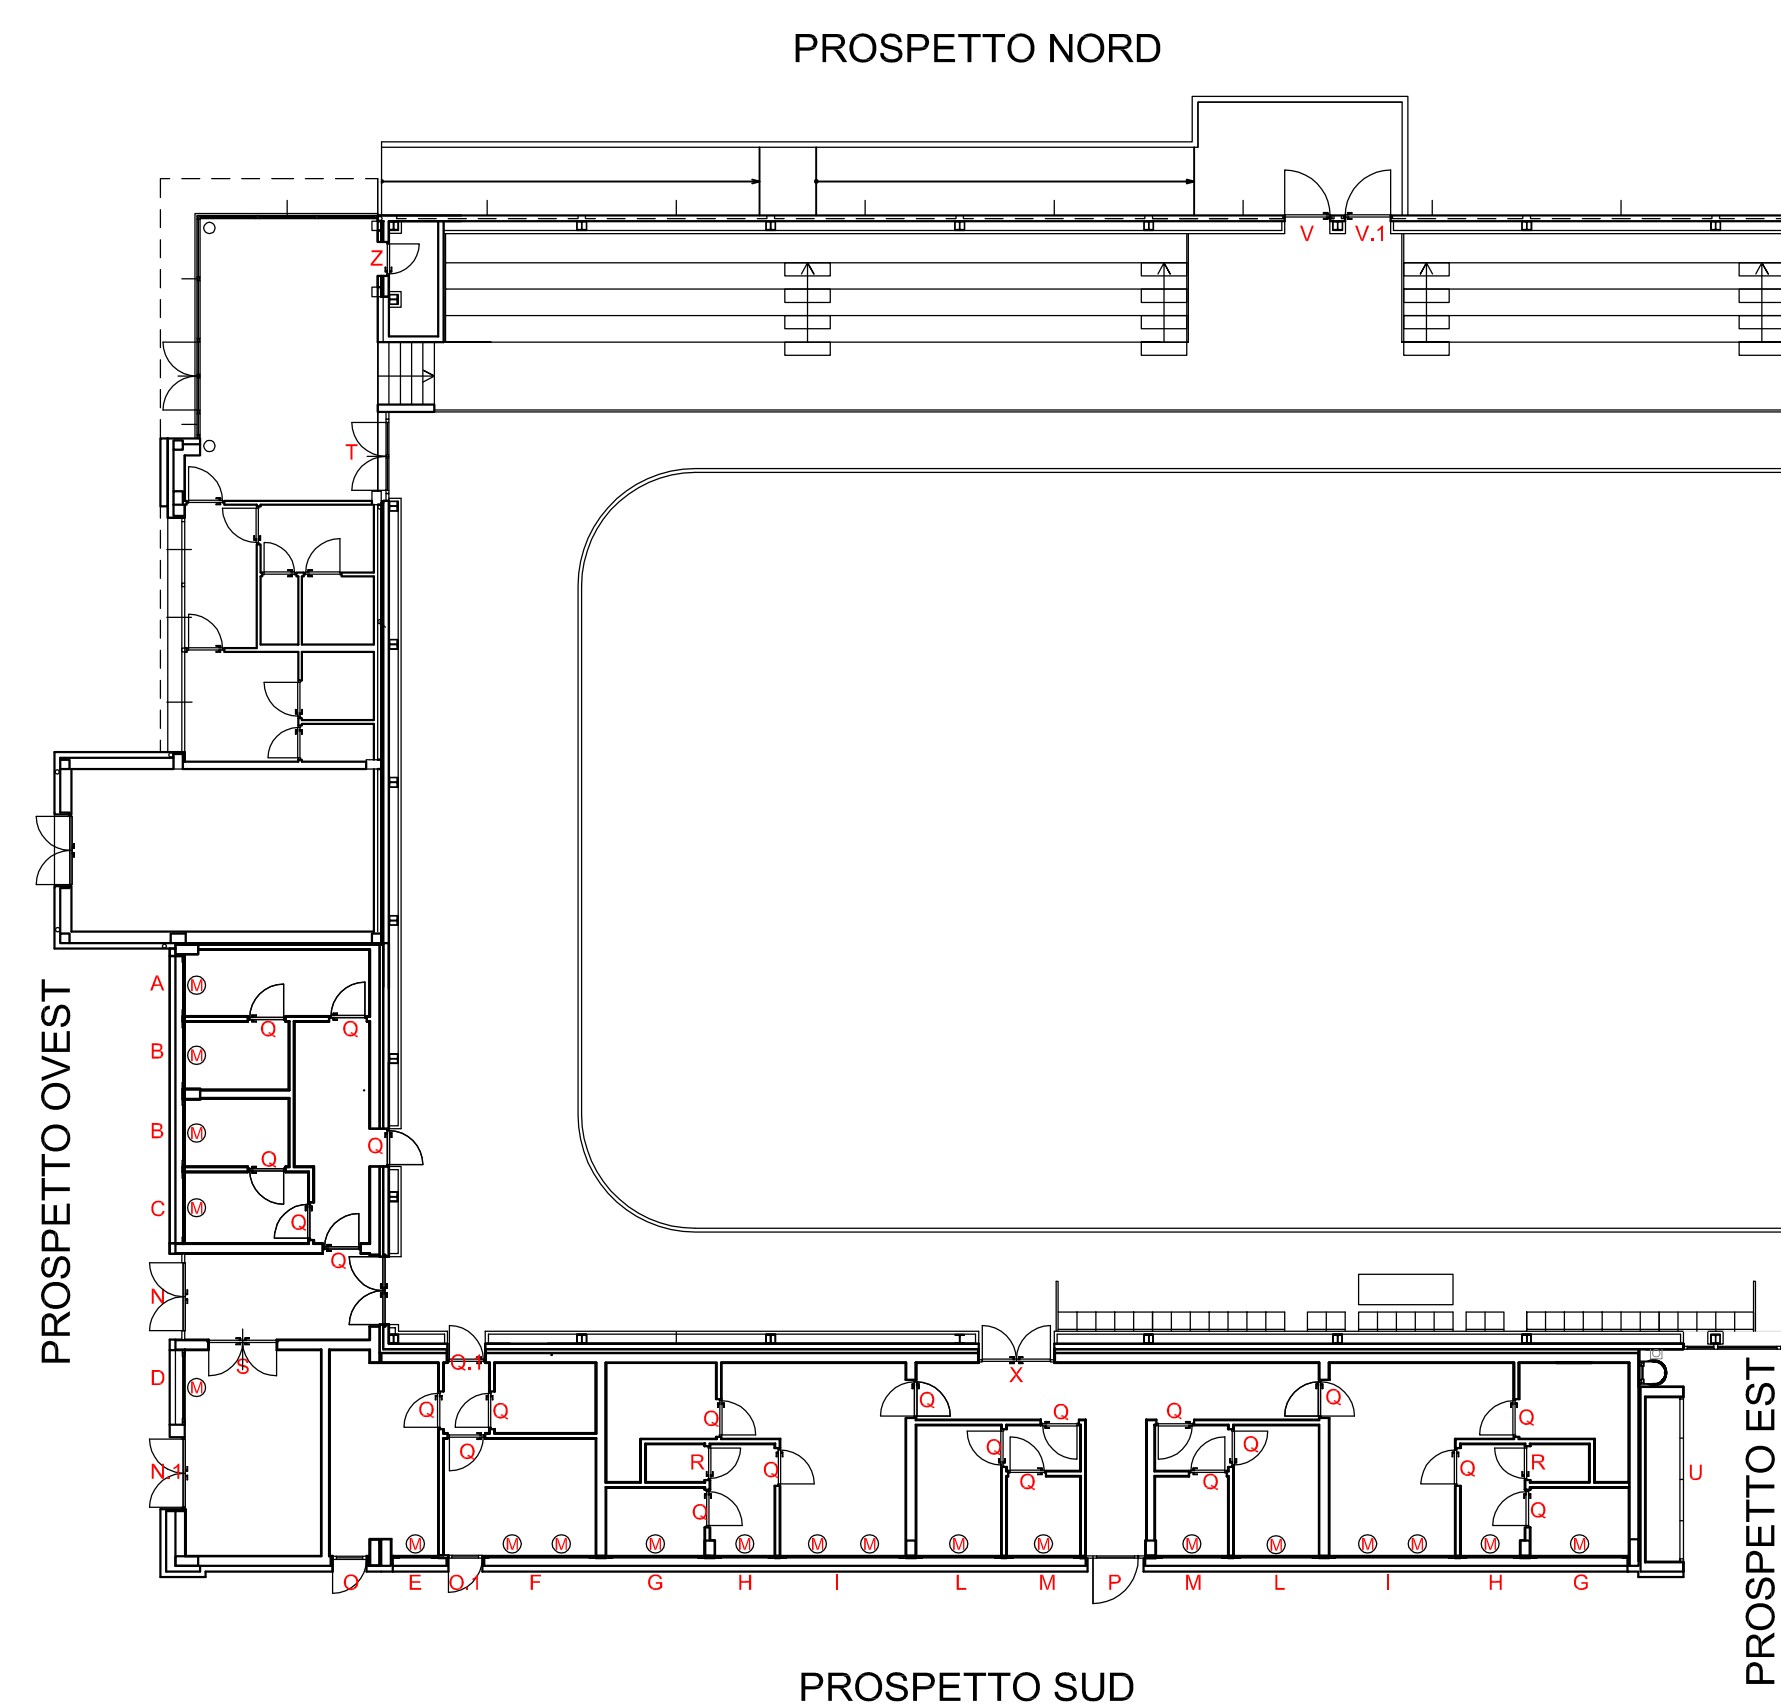 PROSPETTO NORD
V V.1
Z
T
PROSPETTO OVEST
A M
Q Q
B M
B M
Q
Q
C M
Q
Q
N
S
Q.1
X
D M
Q Q
Q
Q
Q
Q
Q
Q
Q
Q
R
Q
Q
Q
Q
Q
Q
R
N.1
U
Q
Q
M M M M M M M M M M M M M M M M
O E O.1 F G H I L M P M L I H G
PROSPETTO EST
PROSPETTO SUD